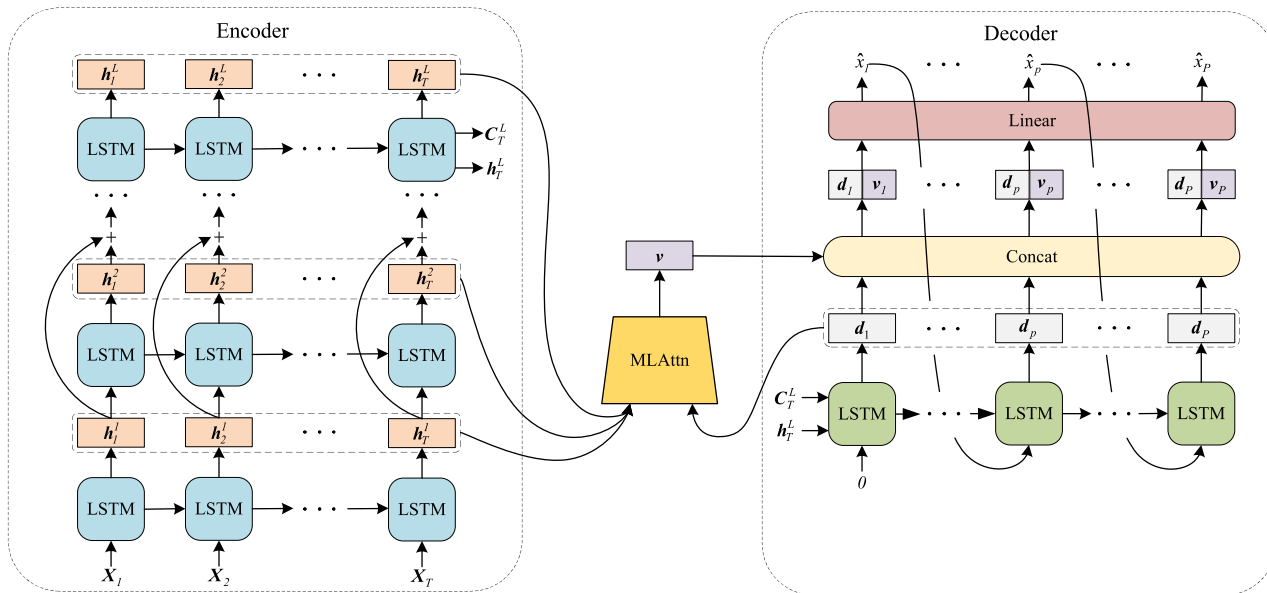 Encoder
h_1^L h_2^L · · · h_T^L
LSTM LSTM · · · LSTM
C_T^L
h_T^L
· · · · · · · · ·
+ + +
h_1^2 h_2^2 · · · h_T^2
LSTM LSTM · · · LSTM
h_1^1 h_2^1 · · · h_T^1
LSTM LSTM · · · LSTM
X_1 X_2 X_T
v
MLAttn
Decoder
x̂_1 · · · x̂_p · · · x̂_P
Linear
d_1 v_1 · · · d_p v_p · · · d_P v_P
Concat
d_1 · · · d_p · · · d_P
C_T^L
h_T^L
LSTM · · · LSTM · · · LSTM
0